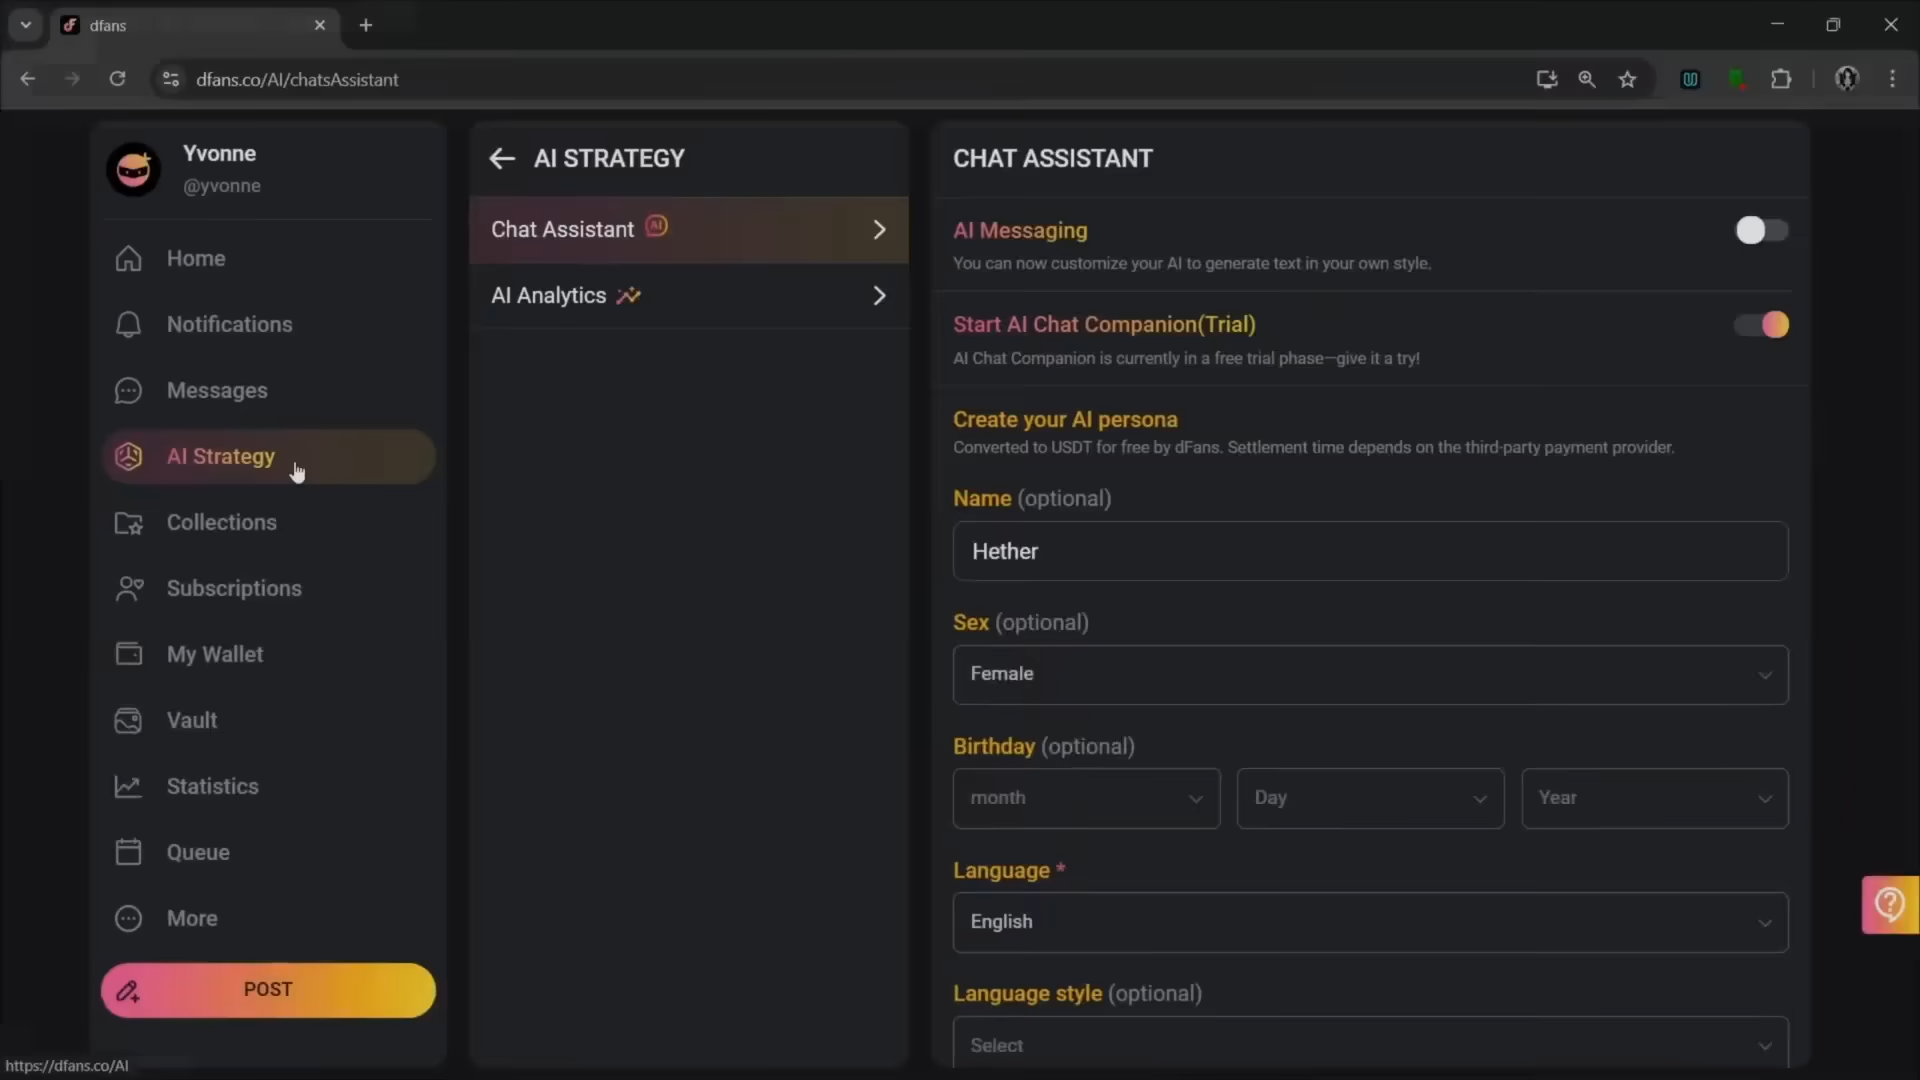 dfans
dfans.co/AI/chatsAssistant
Yvonne
@yvonne
Home
Notifications
Messages
AI Strategy
Collections
Subscriptions
My Wallet
Vault
Statistics
Queue
More
POST
https://dfans.co/AI
AI STRATEGY
Chat Assistant AI
AI Analytics
CHAT ASSISTANT
AI Messaging
You can now customize your AI to generate text in your own style.
Start AI Chat Companion(Trial)
AI Chat Companion is currently in a free trial phase—give it a try!
Create your AI persona
Converted to USDT for free by dFans. Settlement time depends on the third-party payment provider.
Name (optional)
Hether
Sex (optional)
Female
Birthday (optional)
month Day Year
Language *
English
Language style (optional)
Select